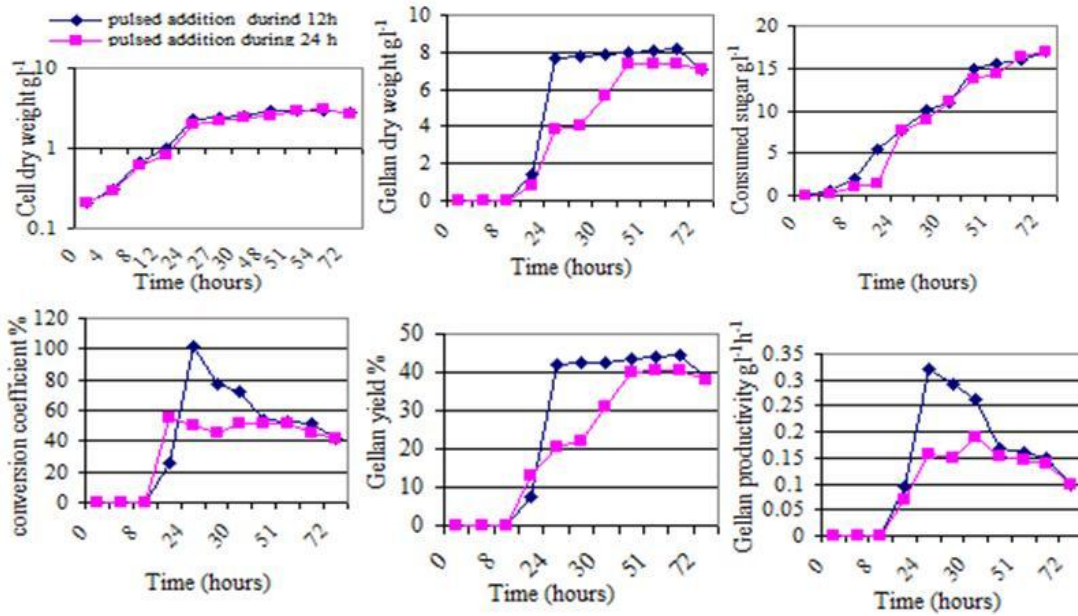 pulsed addition durind 12h
pulsed addition during 24 h
Cell dry weight gl⁻¹
10
1
0.1
0 4 8 12 24 27 30 48 51 54 72
Time (hours)
Gellan dry weight gl⁻¹
10
8
6
4
2
0
0 8 24 30 51 72
Time (hours)
Consumed sugar gl⁻¹
20
15
10
5
0
0 8 24 30 51 72
Time (hours)
conversion coefficient %
120
100
80
60
40
20
0
0 8 24 30 51 72
Time (hours)
Gellan yield %
50
40
30
20
10
0
0 8 24 30 51 72
Time (hours)
Gellan productivity gl⁻¹h⁻¹
0.35
0.3
0.25
0.2
0.15
0.1
0.05
0
0 8 24 30 51 72
Time (hours)